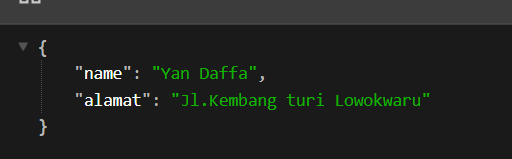 {
"name": "Yan Daffa",
"alamat": "Jl.Kembang turi Lowokwaru"
}